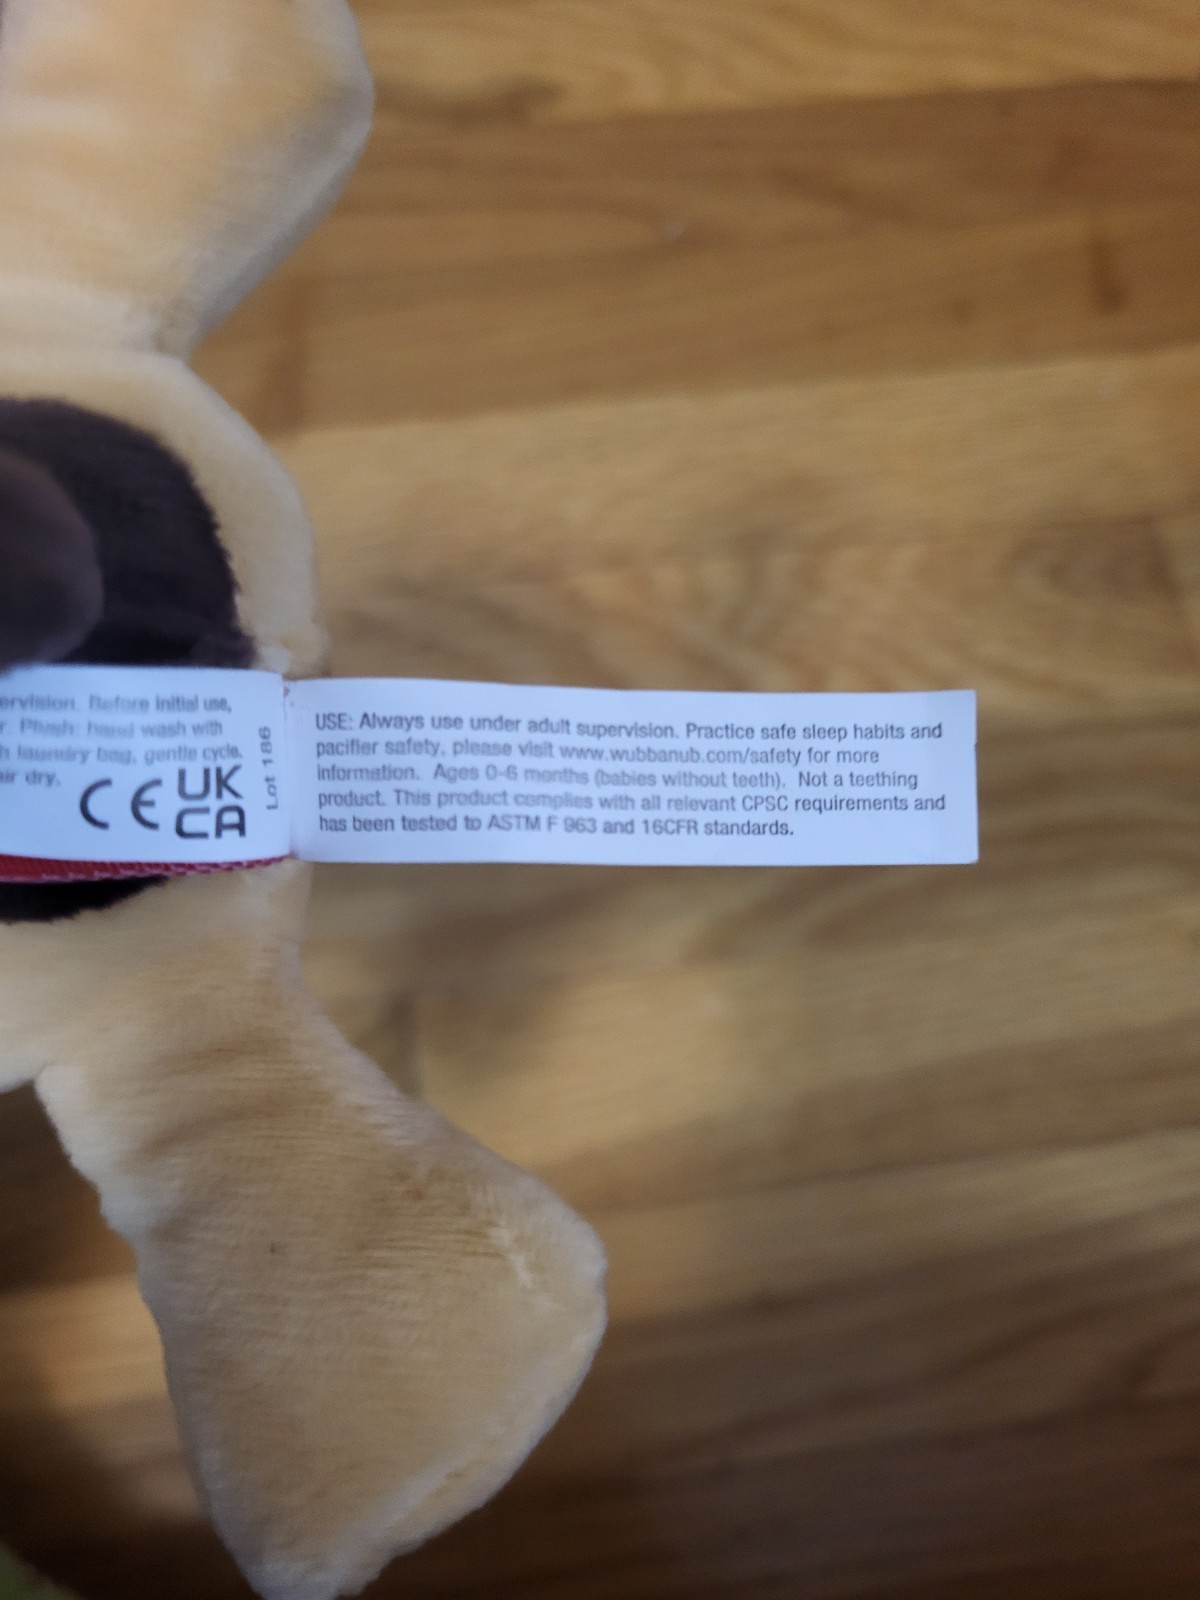 ervision. Before initial use,
r. Plush: hand wash with
h laundry bag, gentle cycle,
air dry.
CE UK
CA
Lot 186
USE: Always use under adult supervision. Practice safe sleep habits and
pacifier safety, please visit www.wubbanub.com/safety for more
information. Ages 0-6 months (babies without teeth). Not a teething
product. This product complies with all relevant CPSC requirements and
has been tested to ASTM F 963 and 16CFR standards.